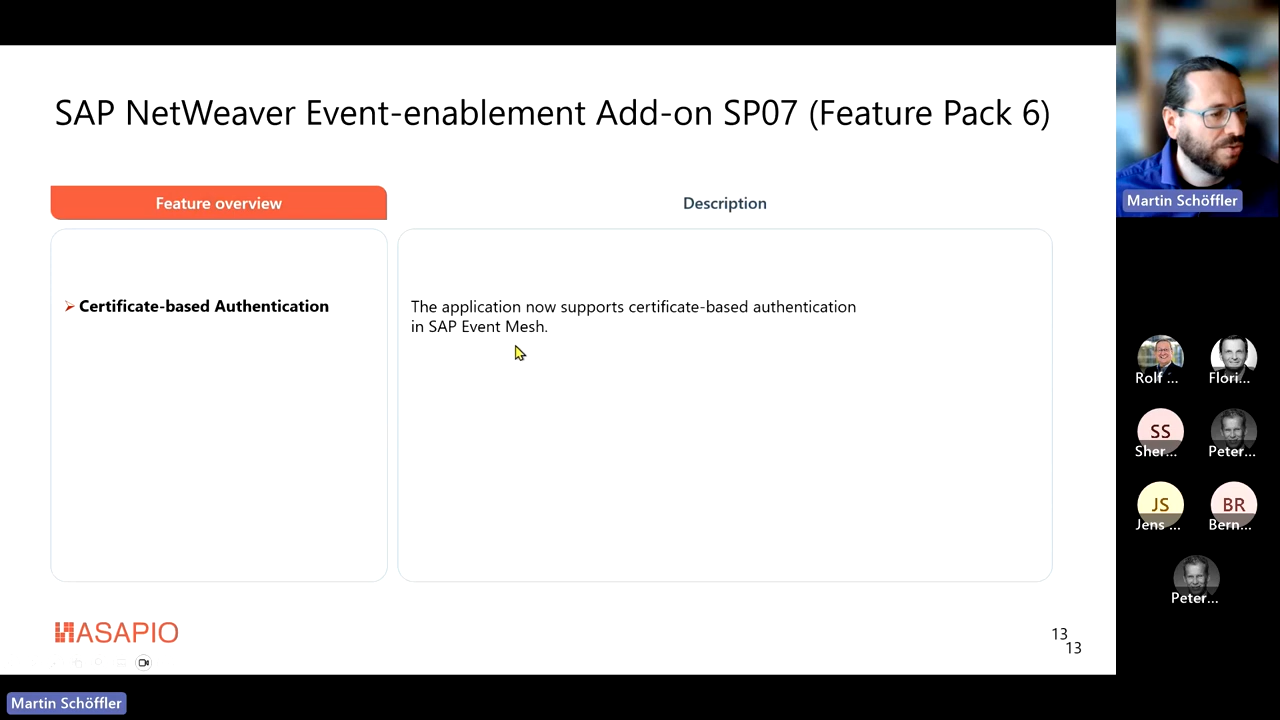 SAP NetWeaver Event-enablement Add-on SP07 (Feature Pack 6)
Feature overview
Description
➢ Certificate-based Authentication
The application now supports certificate-based authentication
in SAP Event Mesh.
ASAPIO
13
13
Martin Schöffler
Martin Schöffler
Rolf ...
Flori...
SS
Sher...
Peter...
JS
Jens ...
BR
Bern...
Peter...